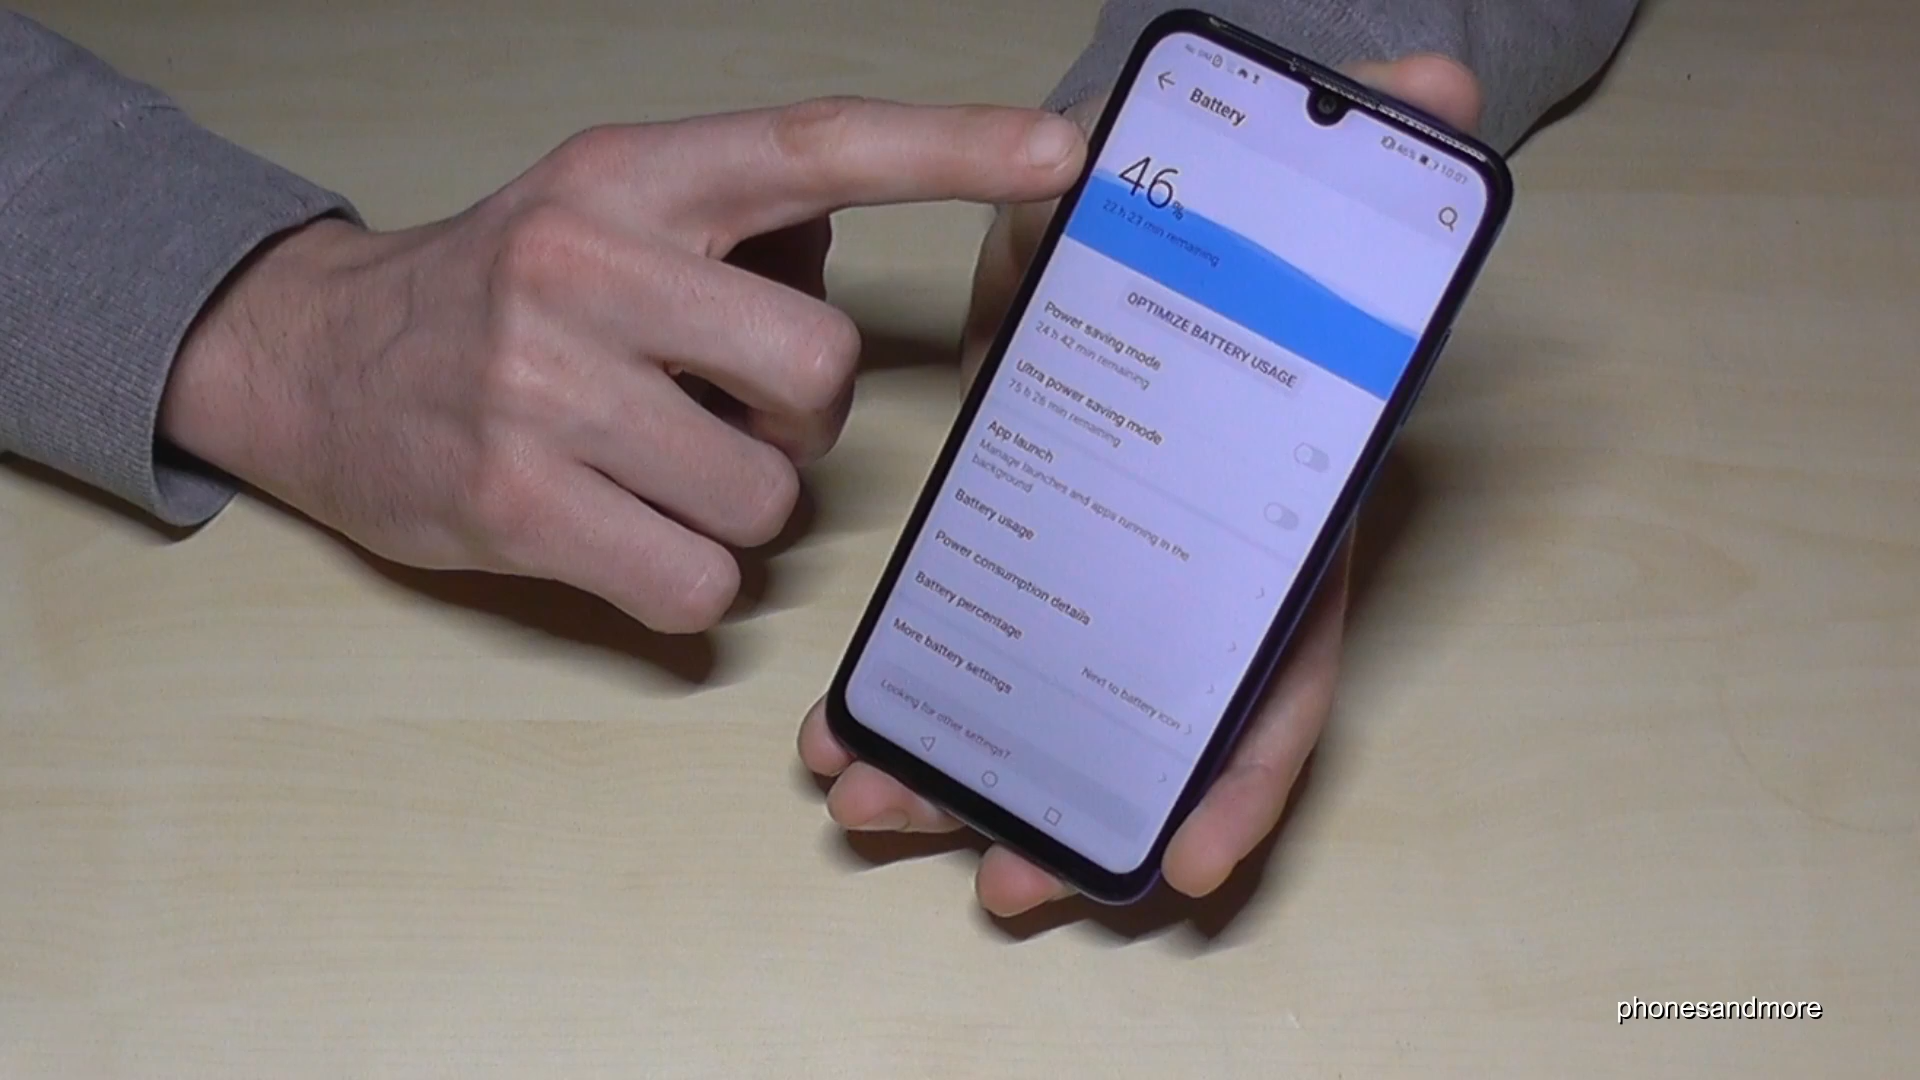 Battery
46%
22 h 23 min remaining
OPTIMIZE BATTERY USAGE
Power saving mode
24 h 42 min remaining
Ultra power saving mode
75 h 26 min remaining
App launch
Manage launches and apps running in the
background
Battery usage
Power consumption details
Battery percentage
Next to battery icon
More battery settings
Looking for other settings?
phonesandmore